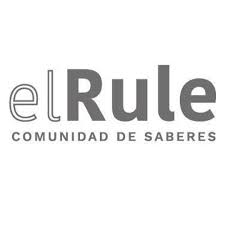 elRule
COMUNIDAD DE SABERES